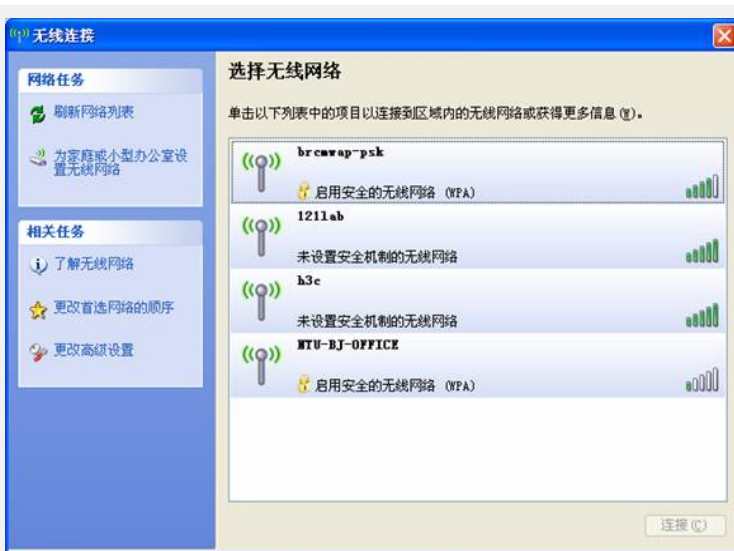 无线连接
网络任务
刷新网络列表
为家庭或小型办公室设
置无线网络
相关任务
了解无线网络
更改首选网络的顺序
更改高级设置
选择无线网络
单击以下列表中的项目以连接到区域内的无线网络或获得更多信息(W)。
brcmwap-psk
启用安全的无线网络 (WPA)
121lab
未设置安全机制的无线网络
h3c
未设置安全机制的无线网络
NTU-BJ-OFFICE
启用安全的无线网络 (WPA)
连接(C)